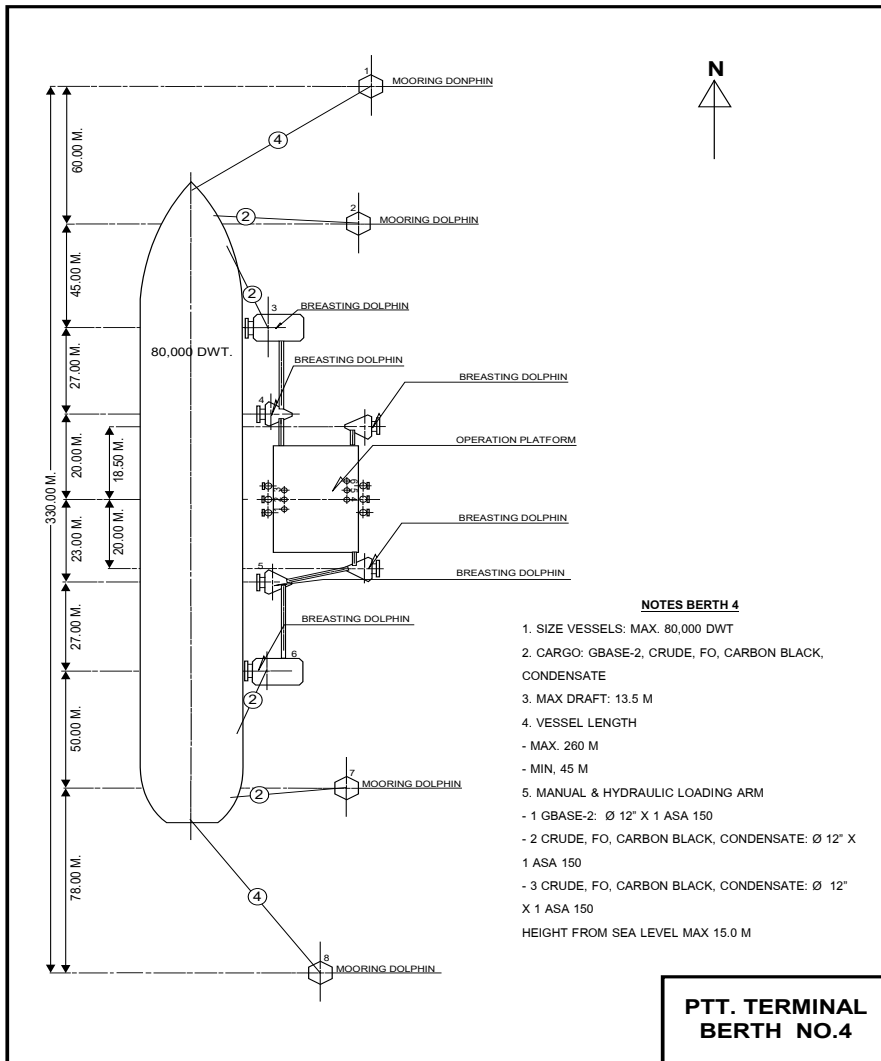 N
1
MOORING DONPHIN
4
2
MOORING DOLPHIN
2
2
3
BREASTING DOLPHIN
80,000 DWT.
4
BREASTING DOLPHIN
BREASTING DOLPHIN
OPERATION PLATFORM
BREASTING DOLPHIN
5
BREASTING DOLPHIN
BREASTING DOLPHIN
6
2
7
MOORING DOLPHIN
2
4
8
MOORING DOLPHIN
330.00 M.
60.00 M.
45.00 M.
27.00 M.
20.00 M.
18.50 M.
20.00 M.
23.00 M.
27.00 M.
50.00 M.
78.00 M.
NOTES BERTH 4
1. SIZE VESSELS: MAX. 80,000 DWT
2. CARGO: GBASE-2, CRUDE, FO, CARBON BLACK,
CONDENSATE
3. MAX DRAFT: 13.5 M
4. VESSEL LENGTH
- MAX. 260 M
- MIN, 45 M
5. MANUAL & HYDRAULIC LOADING ARM
- 1 GBASE-2: Ø 12" X 1 ASA 150
- 2 CRUDE, FO, CARBON BLACK, CONDENSATE: Ø 12" X
1 ASA 150
- 3 CRUDE, FO, CARBON BLACK, CONDENSATE: Ø 12"
X 1 ASA 150
HEIGHT FROM SEA LEVEL MAX 15.0 M
PTT. TERMINAL
BERTH NO.4